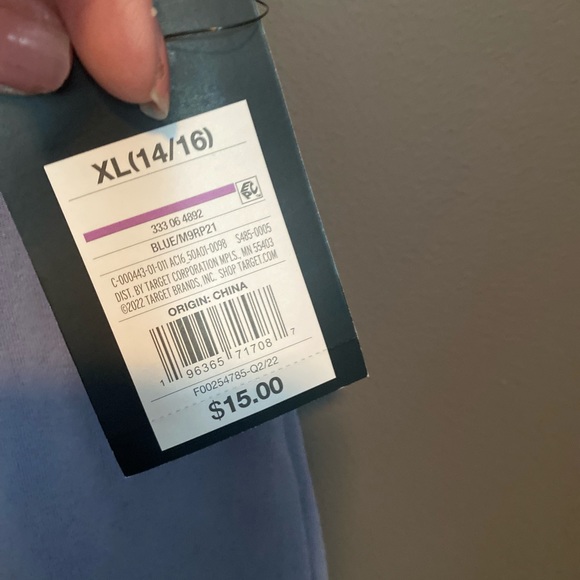 XL(14/16)
EPC
333 06 4892
BLUE/M9RP21
C-000443-01-011 AC16 50A01-0098 S485-0005
DIST. BY TARGET CORPORATION MPLS, MN 55403
©2022 TARGET BRANDS, INC. SHOP TARGET.COM
ORIGIN: CHINA
1 96365 71708 7
F00254785-Q2/22
$15.00